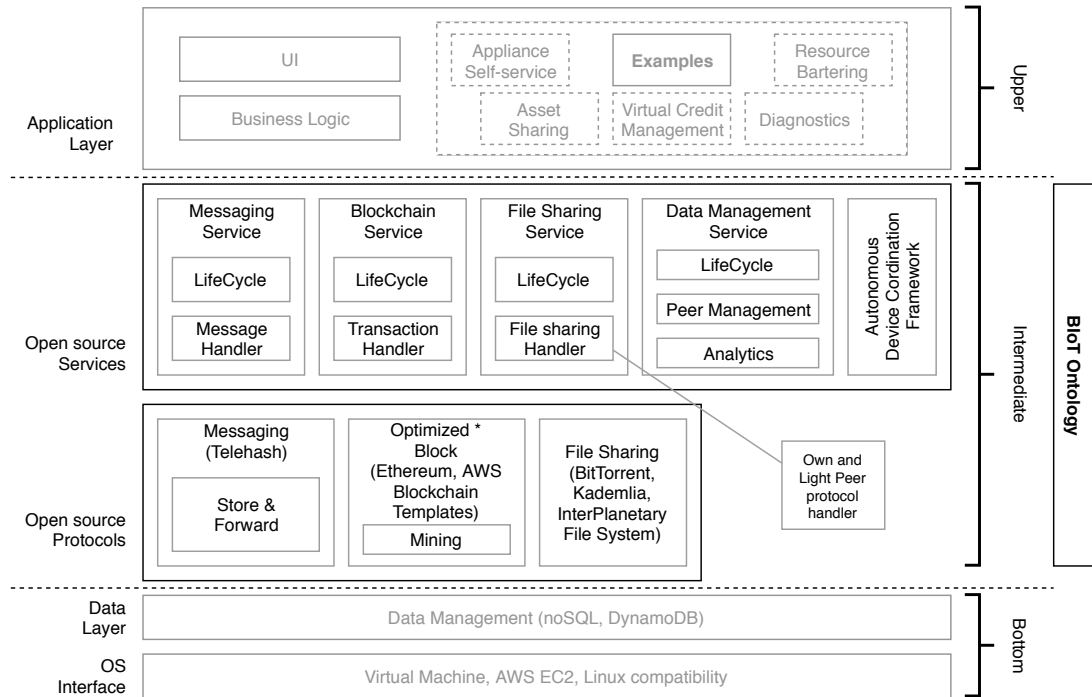 UI
Business Logic
Appliance
Self-service
Examples
Resource
Bartering
Asset
Sharing
Virtual Credit
Management
Diagnostics
Application
Layer
Upper
Messaging
Service
LifeCycle
Message
Handler
Blockchain
Service
LifeCycle
Transaction
Handler
File Sharing
Service
LifeCycle
File sharing
Handler
Data Management
Service
LifeCycle
Peer Management
Analytics
Autonomous
Device Cordination
Framework
Open source
Services
Intermediate
BIoT Ontology
Messaging
(Telehash)
Store &
Forward
Optimized *
Block
(Ethereum, AWS
Blockchain
Templates)
Mining
File Sharing
(BitTorrent,
Kademlia,
InterPlanetary
File System)
Own and
Light Peer
protocol
handler
Open source
Protocols
Data
Layer
Data Management (noSQL, DynamoDB)
Bottom
OS
Interface
Virtual Machine, AWS EC2, Linux compatibility